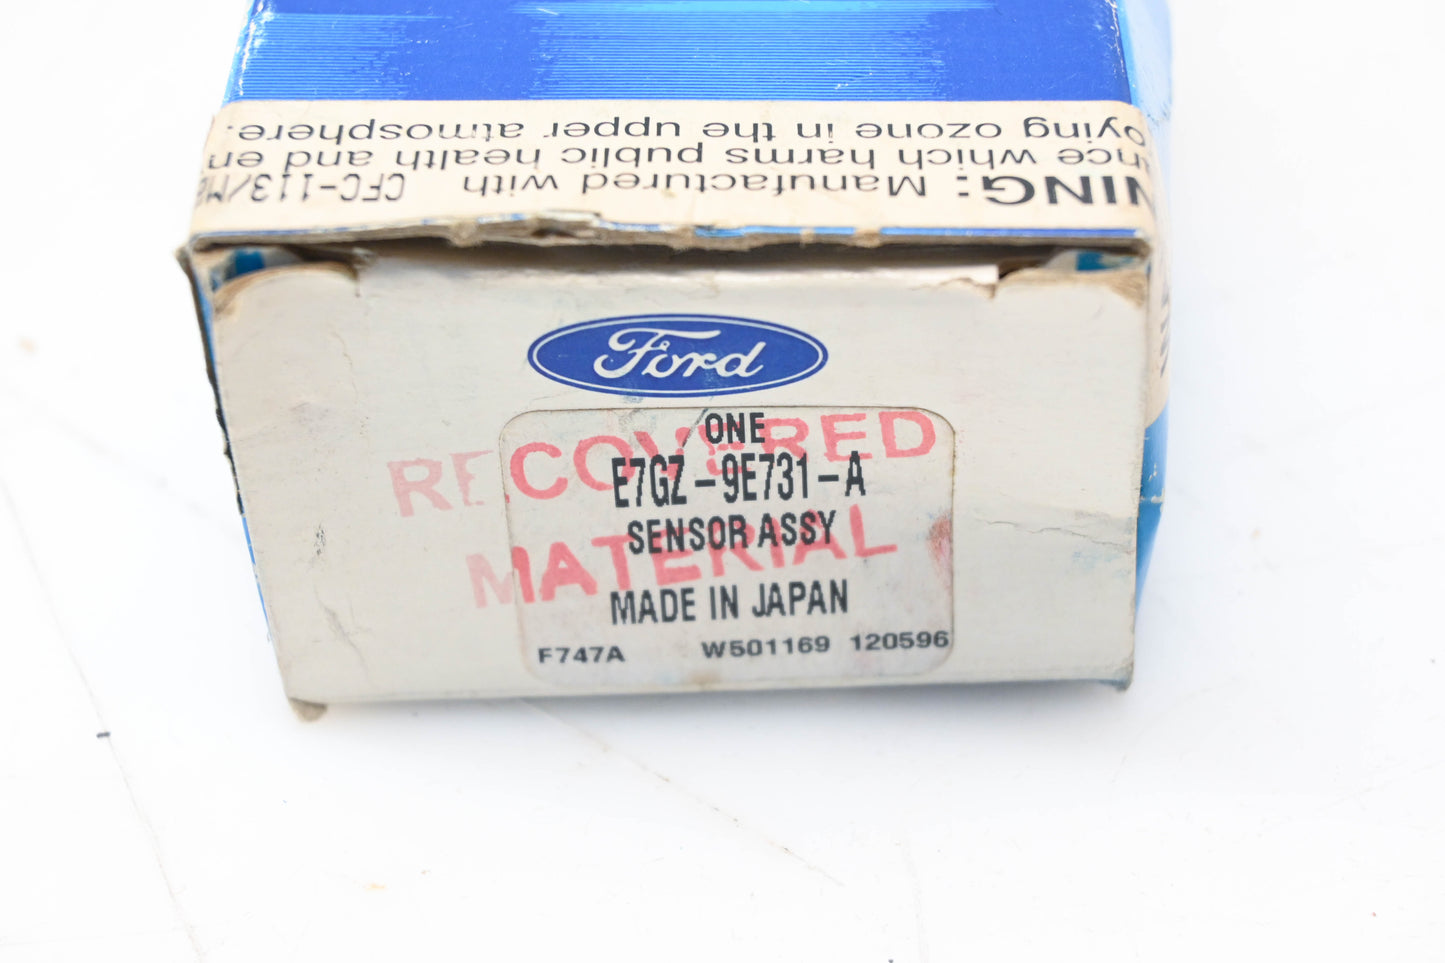 NING: Manufactured with CFC-113/Me
nce which harms public health and en
oying ozone in the upper atmosphere.
Ford
RECOVERED
MATERIAL
ONE
E7GZ-9E731-A
SENSOR ASSY
MADE IN JAPAN
F747A W501169 120596